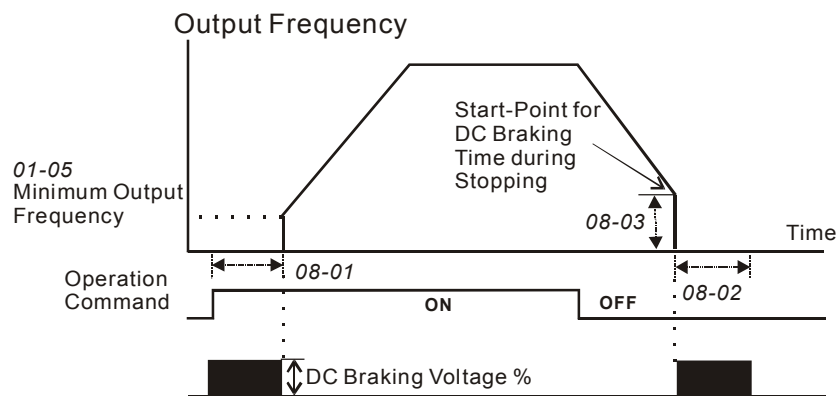 Output Frequency
Start-Point for
DC Braking
Time during
Stopping
01-05
Minimum Output
Frequency
08-03
Time
08-01
08-02
Operation
Command
ON
OFF
DC Braking Voltage %